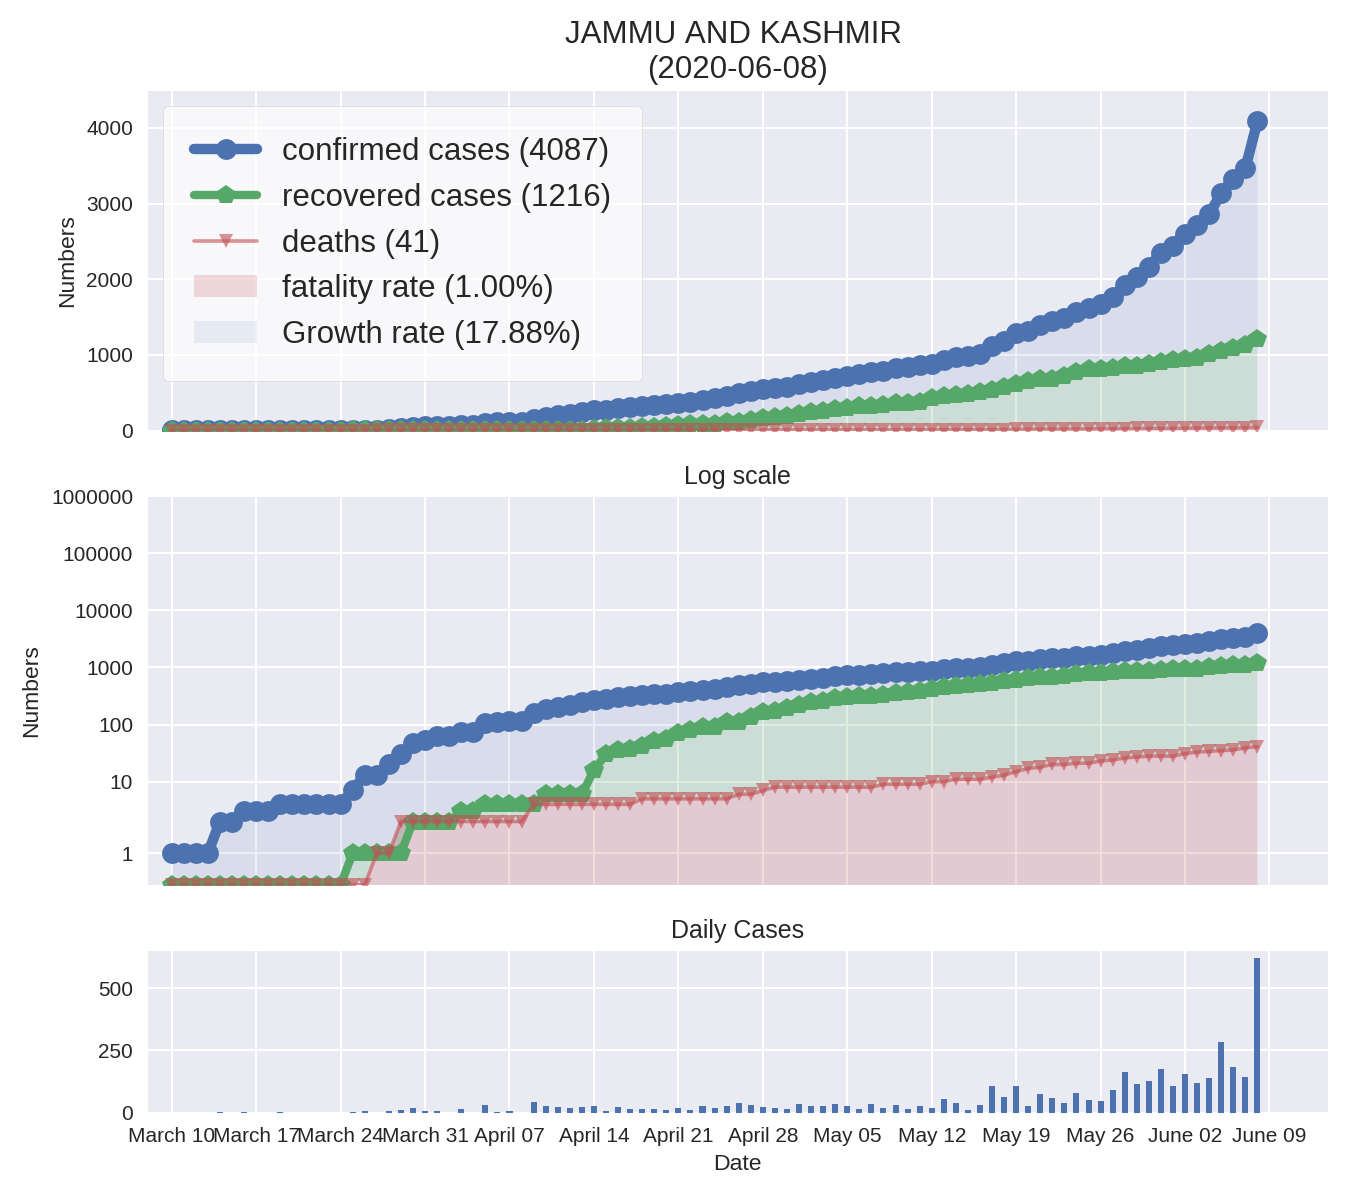 JAMMU AND KASHMIR
(2020-06-08)
confirmed cases (4087)
recovered cases (1216)
deaths (41)
fatality rate (1.00%)
Growth rate (17.88%)
4000
3000
2000
1000
0
Numbers
Log scale
1000000
100000
10000
1000
100
10
1
Numbers
Daily Cases
500
250
0
March 10 March 17 March 24 March 31 April 07 April 14 April 21 April 28 May 05 May 12 May 19 May 26 June 02 June 09
Date